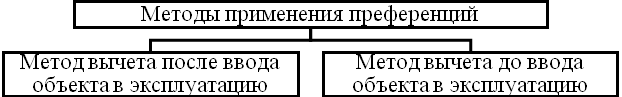 Методы применения преференций
Метод вычета после ввода
объекта в эксплуатацию
Метод вычета до ввода
объекта в эксплуатацию